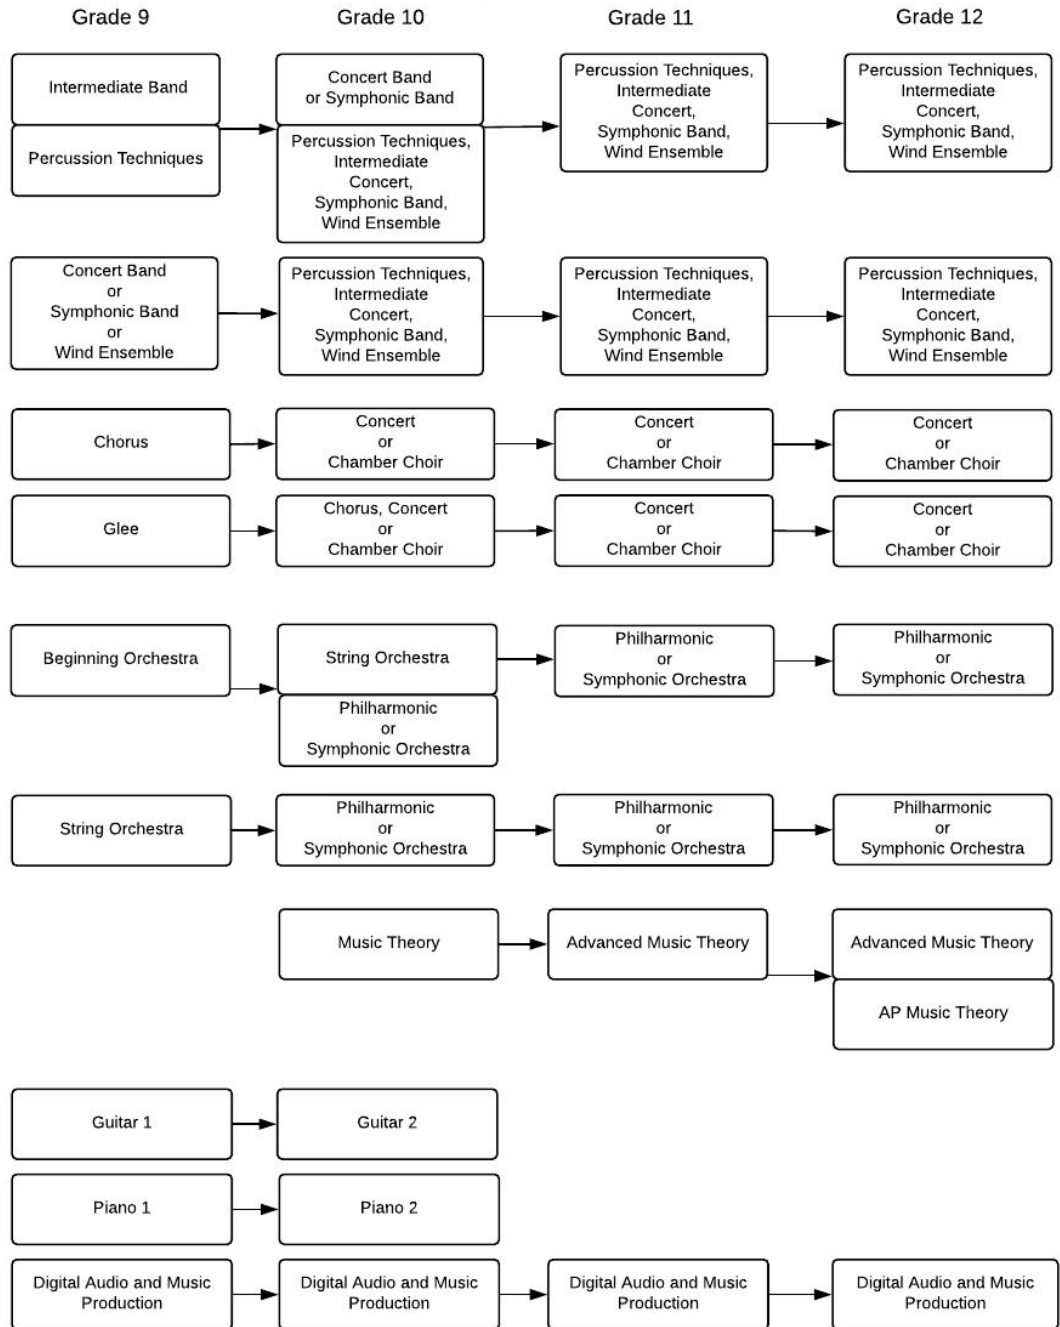 Grade 9
Grade 10
Grade 11
Grade 12
Intermediate Band
Percussion Techniques
Concert Band
or Symphonic Band
Percussion Techniques,
Intermediate
Concert,
Symphonic Band,
Wind Ensemble
Percussion Techniques,
Intermediate
Concert,
Symphonic Band,
Wind Ensemble
Percussion Techniques,
Intermediate
Concert,
Symphonic Band,
Wind Ensemble
Concert Band
or
Symphonic Band
or
Wind Ensemble
Percussion Techniques,
Intermediate
Concert,
Symphonic Band,
Wind Ensemble
Percussion Techniques,
Intermediate
Concert,
Symphonic Band,
Wind Ensemble
Percussion Techniques,
Intermediate
Concert,
Symphonic Band,
Wind Ensemble
Chorus
Concert
or
Chamber Choir
Concert
or
Chamber Choir
Concert
or
Chamber Choir
Glee
Chorus, Concert
or
Chamber Choir
Concert
or
Chamber Choir
Concert
or
Chamber Choir
Beginning Orchestra
String Orchestra
Philharmonic
or
Symphonic Orchestra
Philharmonic
or
Symphonic Orchestra
Philharmonic
or
Symphonic Orchestra
String Orchestra
Philharmonic
or
Symphonic Orchestra
Philharmonic
or
Symphonic Orchestra
Philharmonic
or
Symphonic Orchestra
Music Theory
Advanced Music Theory
Advanced Music Theory
AP Music Theory
Guitar 1
Guitar 2
Piano 1
Piano 2
Digital Audio and Music
Production
Digital Audio and Music
Production
Digital Audio and Music
Production
Digital Audio and Music
Production